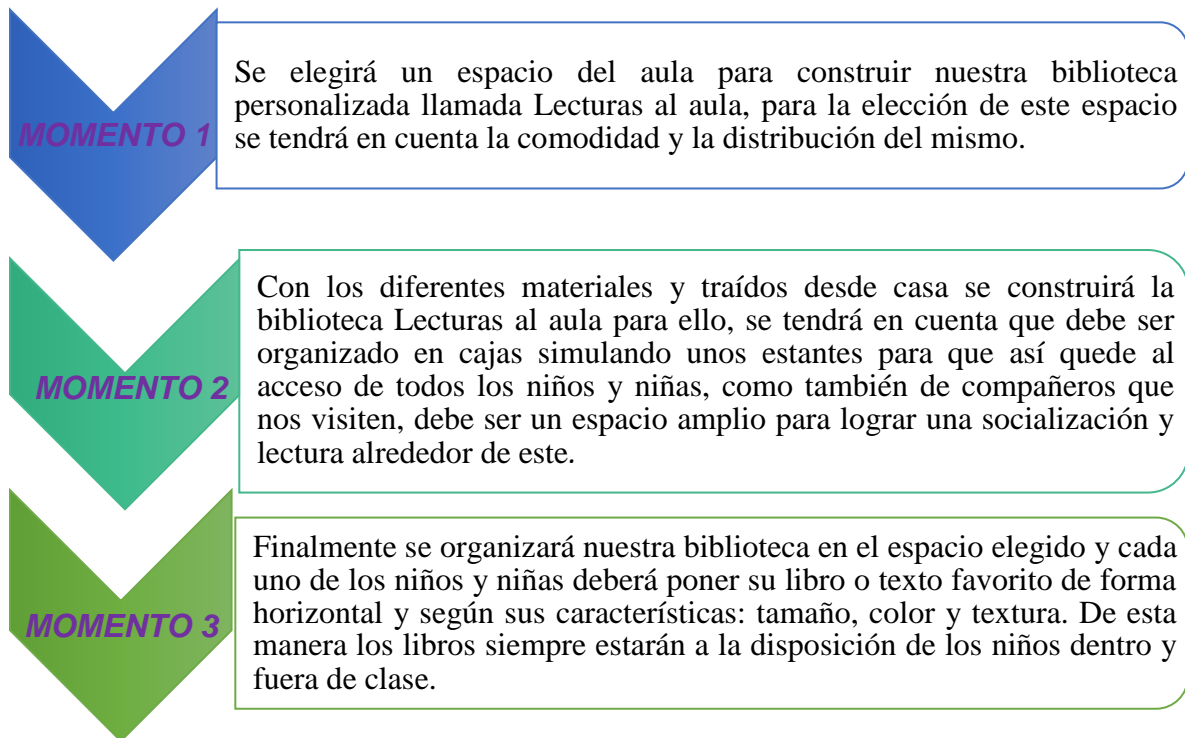 MOMENTO 1
Se elegirá un espacio del aula para construir nuestra biblioteca
personalizada llamada Lecturas al aula, para la elección de este espacio
se tendrá en cuenta la comodidad y la distribución del mismo.
MOMENTO 2
Con los diferentes materiales y traídos desde casa se construirá la
biblioteca Lecturas al aula para ello, se tendrá en cuenta que debe ser
organizado en cajas simulando unos estantes para que así quede al
acceso de todos los niños y niñas, como también de compañeros que
nos visiten, debe ser un espacio amplio para lograr una socialización y
lectura alrededor de este.
MOMENTO 3
Finalmente se organizará nuestra biblioteca en el espacio elegido y cada
uno de los niños y niñas deberá poner su libro o texto favorito de forma
horizontal y según sus características: tamaño, color y textura. De esta
manera los libros siempre estarán a la disposición de los niños dentro y
fuera de clase.